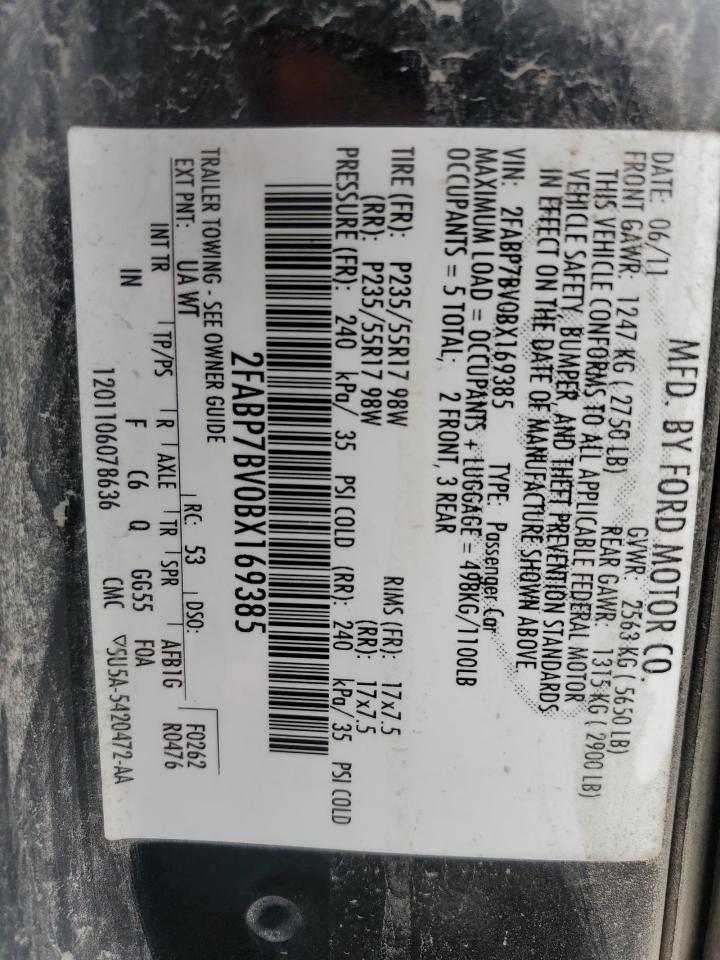 MFD. BY FORD MOTOR CO.
DATE: 06/11 GVWR: 2563 KG ( 5650 LB)
FRONT GAWR: 1247 KG ( 2750 LB) REAR GAWR: 1315 KG ( 2900 LB)
THIS VEHICLE CONFORMS TO ALL APPLICABLE FEDERAL MOTOR
VEHICLE SAFETY, BUMPER, AND THEFT PREVENTION STANDARDS
IN EFFECT ON THE DATE OF MANUFACTURE SHOWN ABOVE.
VIN: 2FABP7BV0BX169385 TYPE: Passenger Car
MAXIMUM LOAD = OCCUPANTS + LUGGAGE = 498KG/1100LB
OCCUPANTS = 5 TOTAL, 2 FRONT, 3 REAR
TIRE (FR): P235/55R17 98W RIMS (FR): 17x7.5
(RR): P235/55R17 98W (RR): 17x7.5
PRESSURE (FR): 240 kPa/ 35 PSI COLD (RR): 240 kPa/ 35 PSI COLD
2FABP7BV0BX169385
TRAILER TOWING - SEE OWNER GUIDE
EXT PNT: UA WT RC: 53 DSO: F0262
INT TR TP/PS R AXLE TR SPR AFB1G R0476
IN F C6 Q GG55 FOA
1201106078636 CMC ▽5U5A-5420472-AA